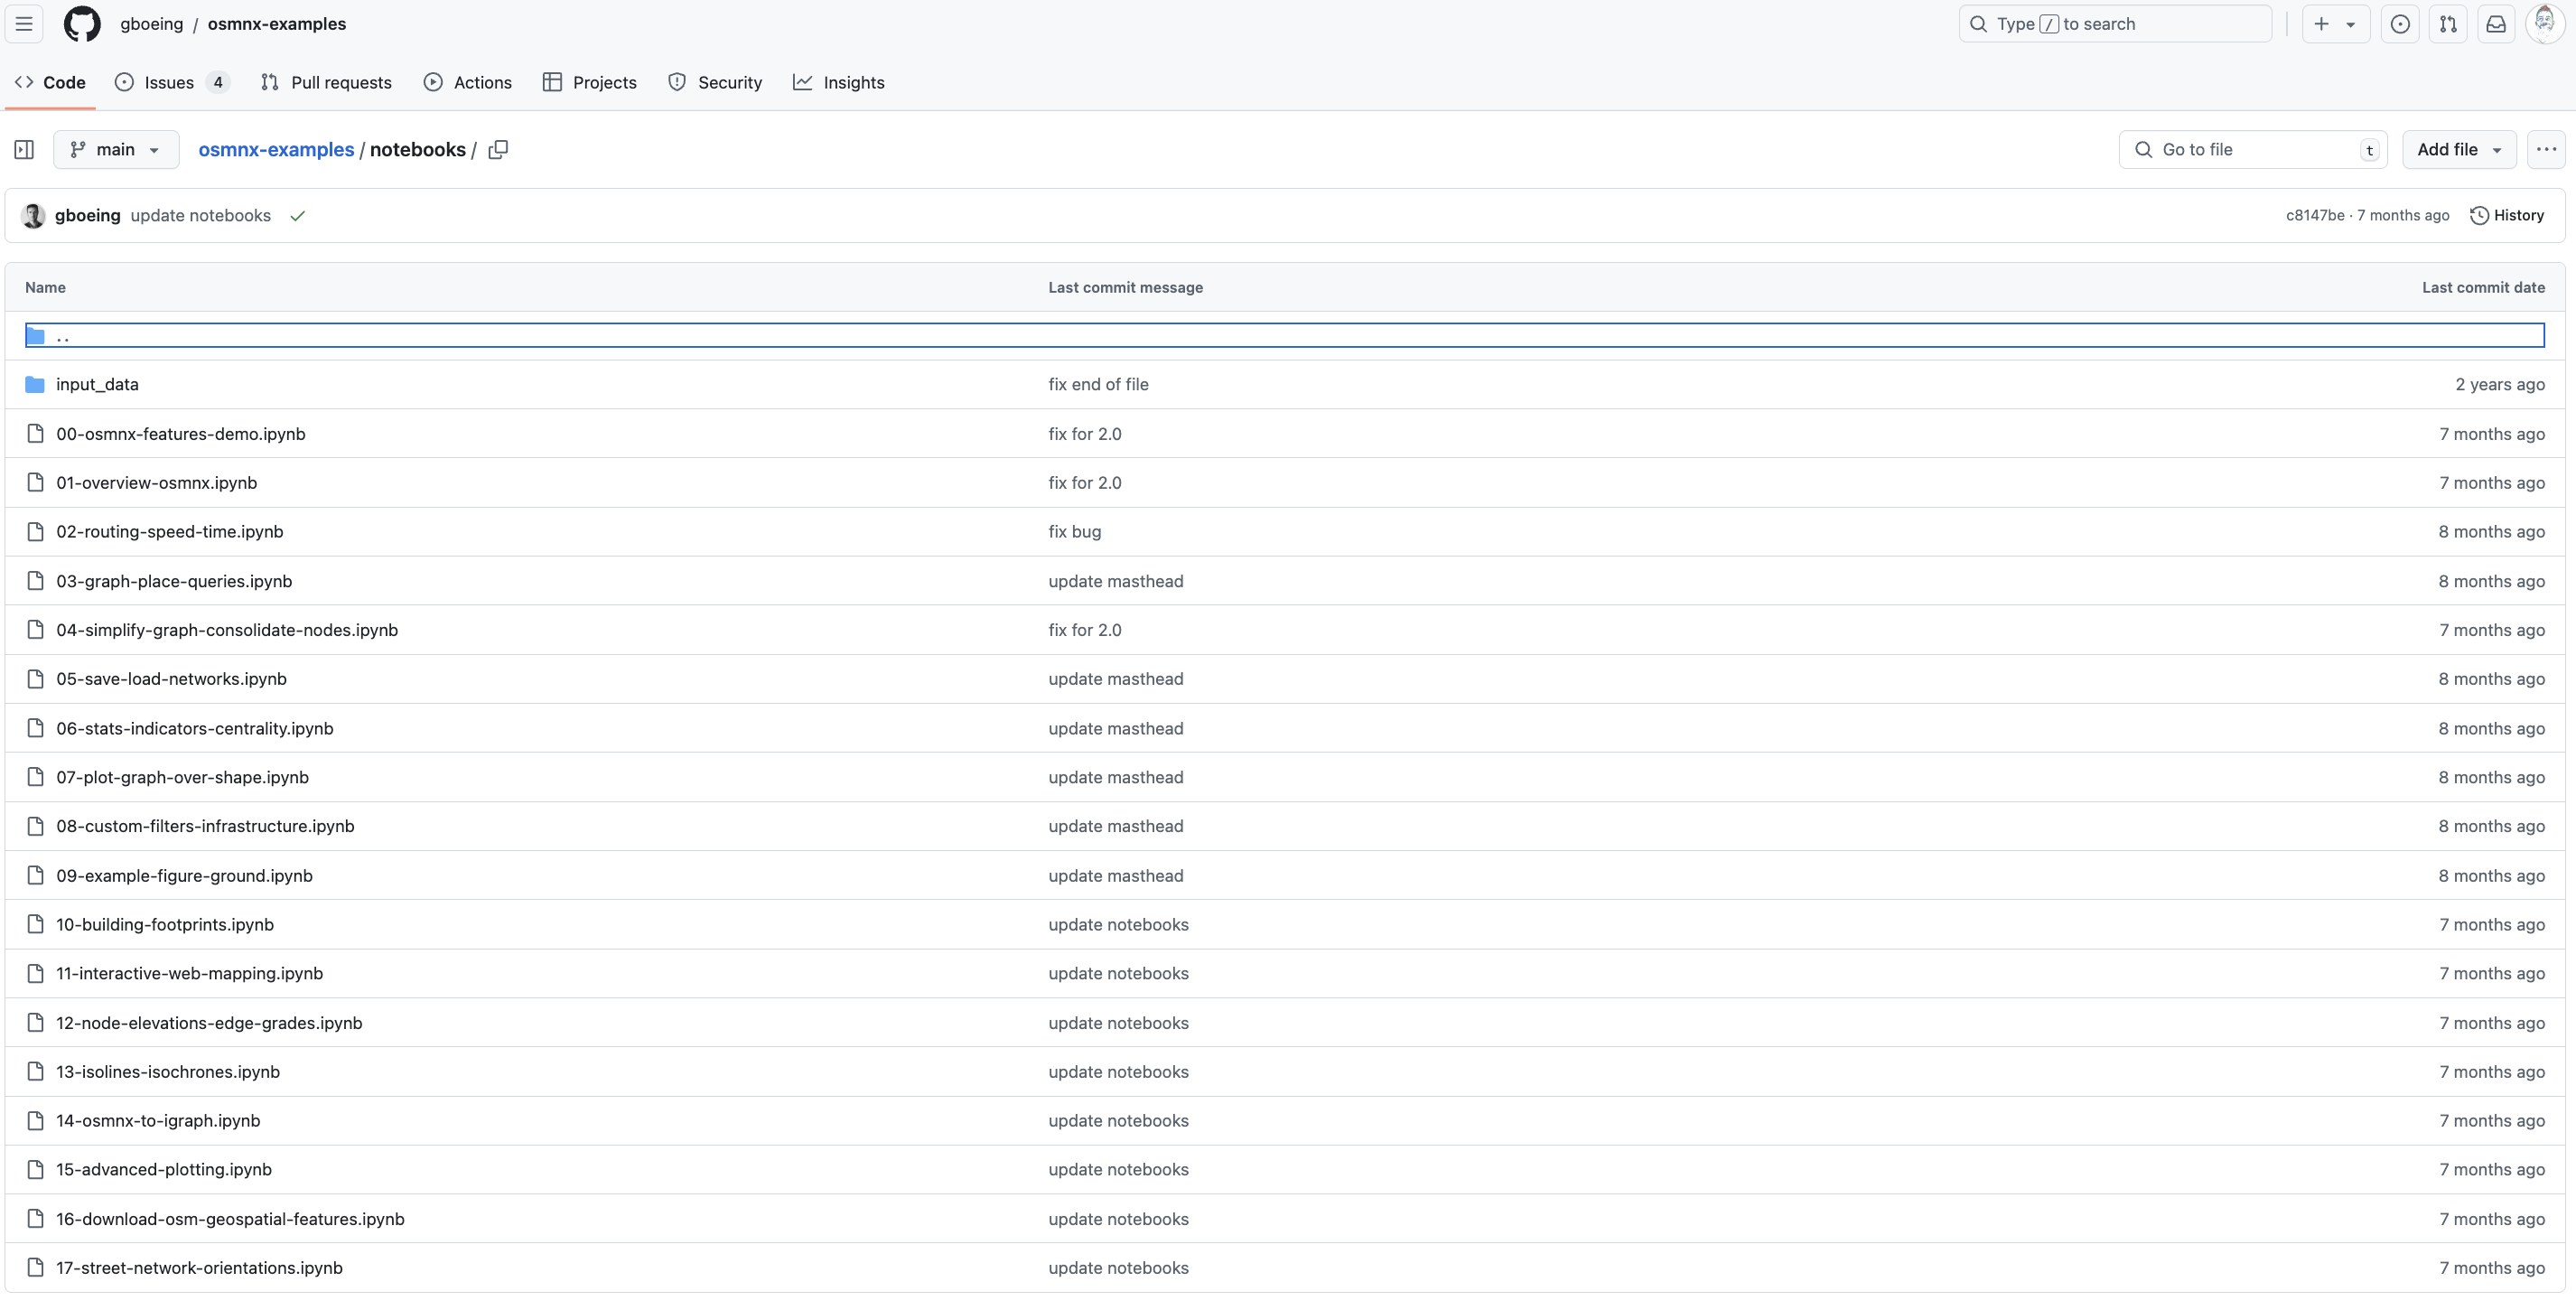 gboeing / osmnx-examples
Type / to search
Code
Issues 4
Pull requests
Actions
Projects
Security
Insights
main
osmnx-examples / notebooks /
Go to file t
Add file
gboeing update notebooks
c8147be · 7 months ago
History
Name Last commit message Last commit date
..
input_data fix end of file 2 years ago
00-osmnx-features-demo.ipynb fix for 2.0 7 months ago
01-overview-osmnx.ipynb fix for 2.0 7 months ago
02-routing-speed-time.ipynb fix bug 8 months ago
03-graph-place-queries.ipynb update masthead 8 months ago
04-simplify-graph-consolidate-nodes.ipynb fix for 2.0 7 months ago
05-save-load-networks.ipynb update masthead 8 months ago
06-stats-indicators-centrality.ipynb update masthead 8 months ago
07-plot-graph-over-shape.ipynb update masthead 8 months ago
08-custom-filters-infrastructure.ipynb update masthead 8 months ago
09-example-figure-ground.ipynb update masthead 8 months ago
10-building-footprints.ipynb update notebooks 7 months ago
11-interactive-web-mapping.ipynb update notebooks 7 months ago
12-node-elevations-edge-grades.ipynb update notebooks 7 months ago
13-isolines-isochrones.ipynb update notebooks 7 months ago
14-osmnx-to-igraph.ipynb update notebooks 7 months ago
15-advanced-plotting.ipynb update notebooks 7 months ago
16-download-osm-geospatial-features.ipynb update notebooks 7 months ago
17-street-network-orientations.ipynb update notebooks 7 months ago